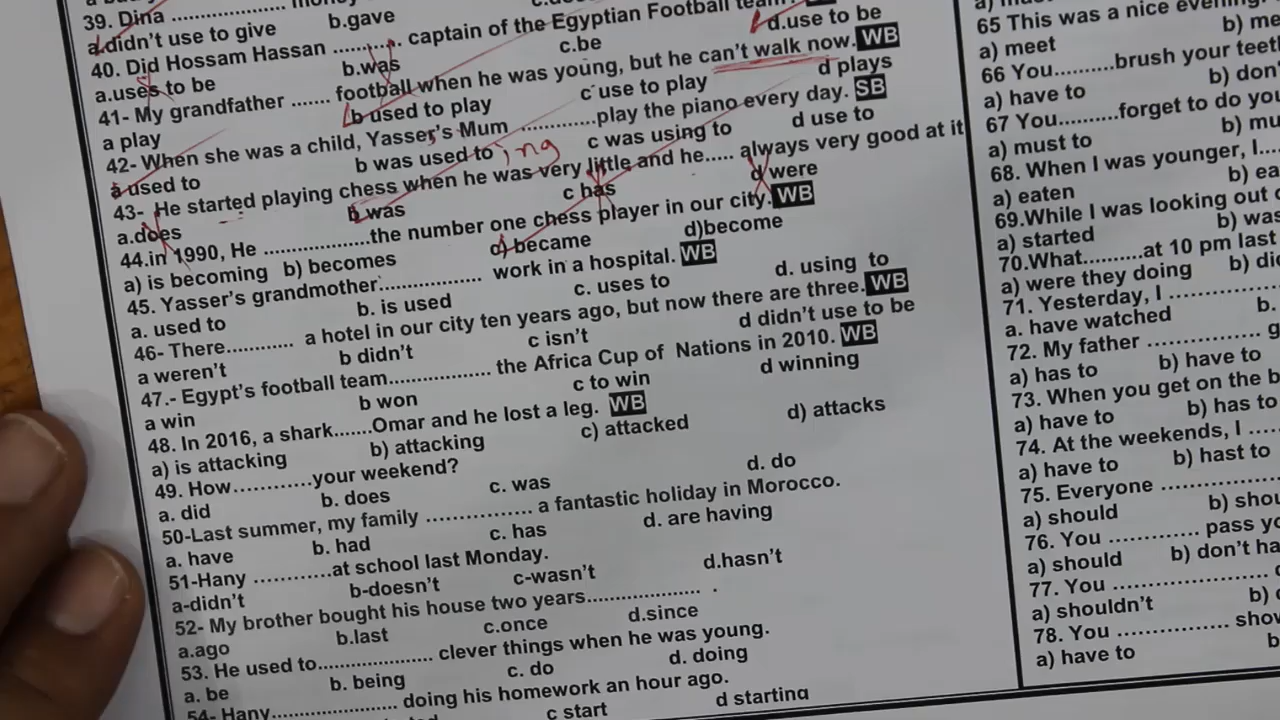 39. Dina ................
a.didn't use to give b.gave
40. Did Hossam Hassan ........... captain of the Egyptian Football team
a.uses to be b.was c.be d.use to be
41- My grandfather ....... football when he was young, but he can't walk now. WB
a play b used to play c use to play d plays
42- When she was a child, Yasser's Mum ............play the piano every day. SB
a used to b was used to ing c was using to d use to
43- He started playing chess when he was very little and he..... always very good at it
a.does b was c has d were
44.in 1990, He ..................the number one chess player in our city. WB
a) is becoming b) becomes c) became d)become
45. Yasser's grandmother................ work in a hospital. WB
a. used to b. is used c. uses to d. using to
46- There........... a hotel in our city ten years ago, but now there are three. WB
a weren't b didn't c isn't d didn't use to be
47.- Egypt's football team................. the Africa Cup of Nations in 2010. WB
a win b won c to win d winning
48. In 2016, a shark.......Omar and he lost a leg. WB
a) is attacking b) attacking c) attacked d) attacks
49. How.............your weekend?
a. did b. does c. was d. do
50-Last summer, my family .................. a fantastic holiday in Morocco.
a. have b. had c. has d. are having
51-Hany .............at school last Monday.
a-didn't b-doesn't c-wasn't d.hasn't
52- My brother bought his house two years................... .
a.ago b.last c.once d.since
53. He used to................... clever things when he was young.
a. be b. being c. do d. doing
54- Hany..................... doing his homework an hour ago.
c start d starting
65 This was a nice evening
a) meet b) me
66 You..........brush your teet
a) have to b) don'
67 You..........forget to do you
a) must to b) mu
68. When I was younger, I....
a) eaten b) ea
69.While I was looking out
a) started b) was
70.What..........at 10 pm last
a) were they doing b) did
71. Yesterday, I ...............
a. have watched b.
72. My father .................. g
a) has to b) have to
73. When you get on the b
a) have to b) has to
74. At the weekends, I .....
a) have to b) hast to
75. Everyone ...............
a) should b) shou
76. You ............. pass yo
a) should b) don't ha
77. You ...................
a) shouldn't b)
78. You ................. show
a) have to b